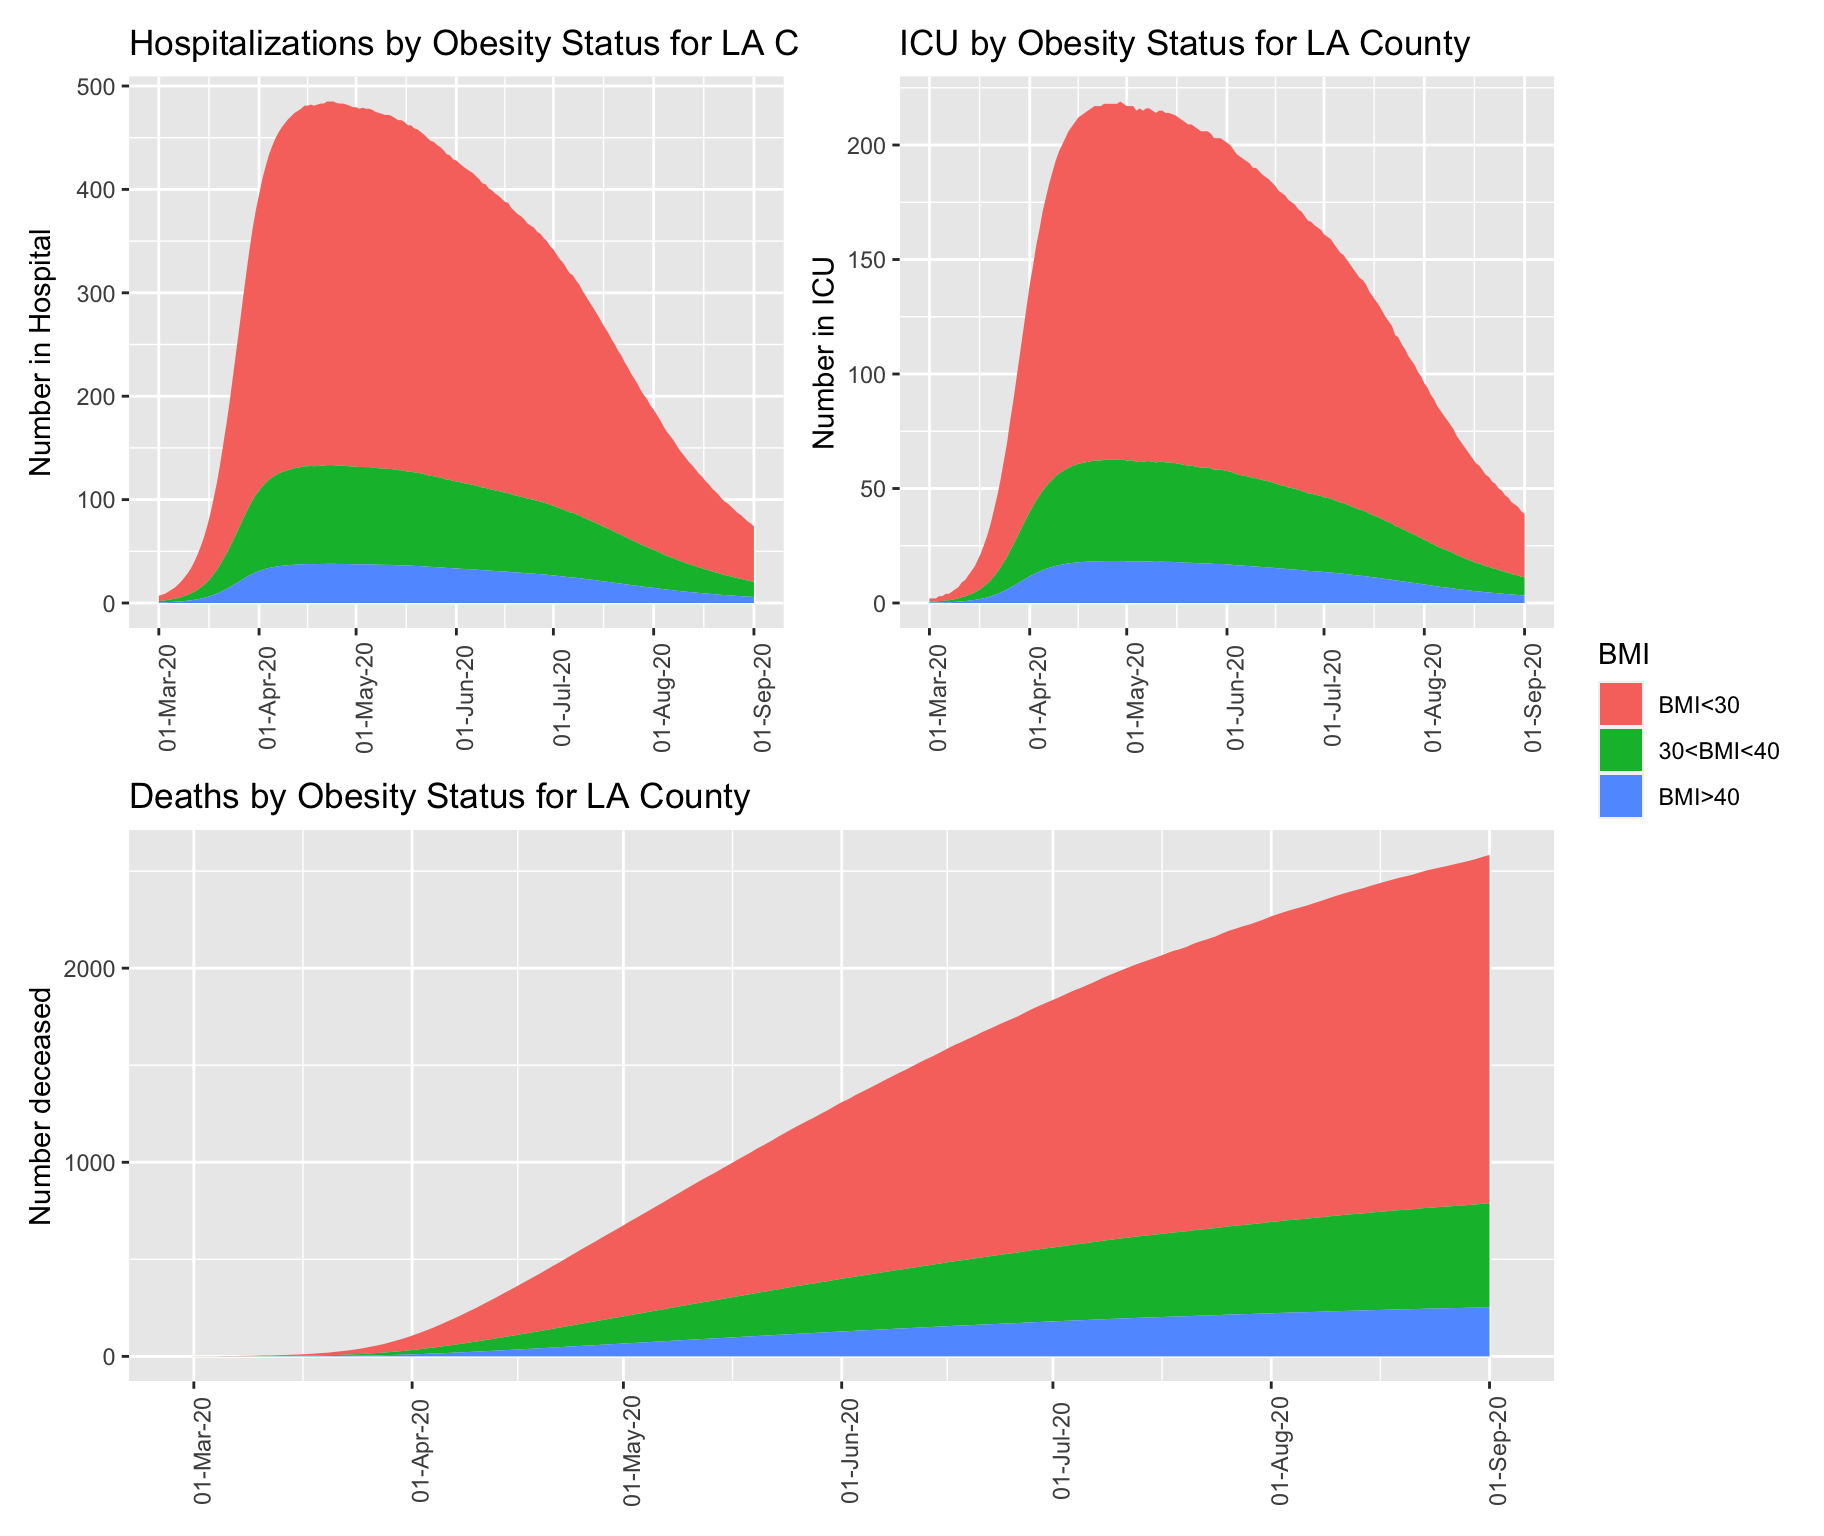 Hospitalizations by Obesity Status for LA C
Number in Hospital
500
400
300
200
100
0
01-Mar-20
01-Apr-20
01-May-20
01-Jun-20
01-Jul-20
01-Aug-20
01-Sep-20
ICU by Obesity Status for LA County
Number in ICU
200
150
100
50
0
01-Mar-20
01-Apr-20
01-May-20
01-Jun-20
01-Jul-20
01-Aug-20
01-Sep-20
BMI
BMI<30
30<BMI<40
BMI>40
Deaths by Obesity Status for LA County
Number deceased
2000
1000
0
01-Mar-20
01-Apr-20
01-May-20
01-Jun-20
01-Jul-20
01-Aug-20
01-Sep-20